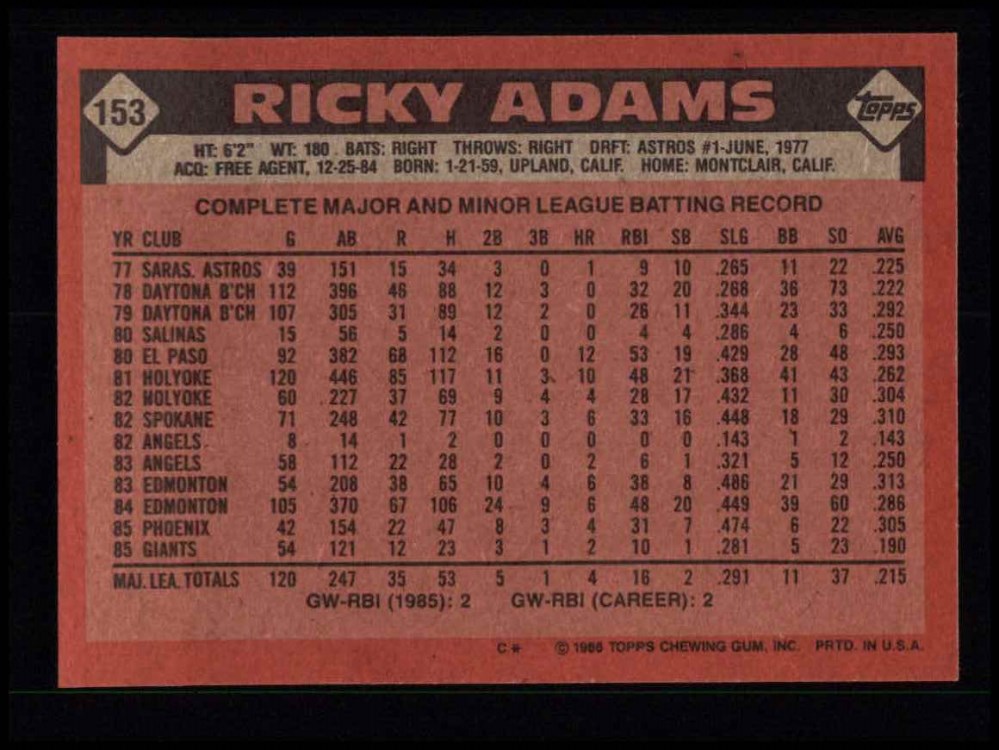 153 RICKY ADAMS Topps
HT: 6'2" WT: 180 BATS: RIGHT THROWS: RIGHT DRFT: ASTROS #1-JUNE, 1977
ACQ: FREE AGENT, 12-25-84 BORN: 1-21-59, UPLAND, CALIF. HOME: MONTCLAIR, CALIF.
COMPLETE MAJOR AND MINOR LEAGUE BATTING RECORD
YR CLUB G AB R H 2B 3B HR RBI SB SLG BB SO AVG
77 SARAS. ASTROS 39 151 15 34 3 0 1 9 10 .265 11 22 .225
78 DAYTONA B'CH 112 396 46 88 12 3 0 32 20 .268 36 73 .222
79 DAYTONA B'CH 107 305 31 89 12 2 0 26 11 .344 23 33 .292
80 SALINAS 15 56 5 14 2 0 0 4 4 .286 4 6 .250
80 EL PASO 92 382 68 112 16 0 12 53 19 .429 28 48 .293
81 HOLYOKE 120 446 85 117 11 3 10 48 21 .368 41 43 .262
82 HOLYOKE 60 227 37 69 9 4 4 28 17 .432 11 30 .304
82 SPOKANE 71 248 42 77 10 3 6 33 16 .448 18 29 .310
82 ANGELS 8 14 1 2 0 0 0 0 0 .143 1 2 .143
83 ANGELS 58 112 22 28 2 0 2 6 1 .321 5 12 .250
83 EDMONTON 54 208 38 65 10 4 6 38 8 .486 21 29 .313
84 EDMONTON 105 370 67 106 24 9 6 48 20 .449 39 60 .286
85 PHOENIX 42 154 22 47 8 3 4 31 7 .474 6 22 .305
85 GIANTS 54 121 12 23 3 1 2 10 1 .281 5 23 .190
MAJ. LEA. TOTALS 120 247 35 53 5 1 4 16 2 .291 11 37 .215
GW-RBI (1985): 2 GW-RBI (CAREER): 2
C* © 1986 TOPPS CHEWING GUM, INC. PRTD. IN U.S.A.